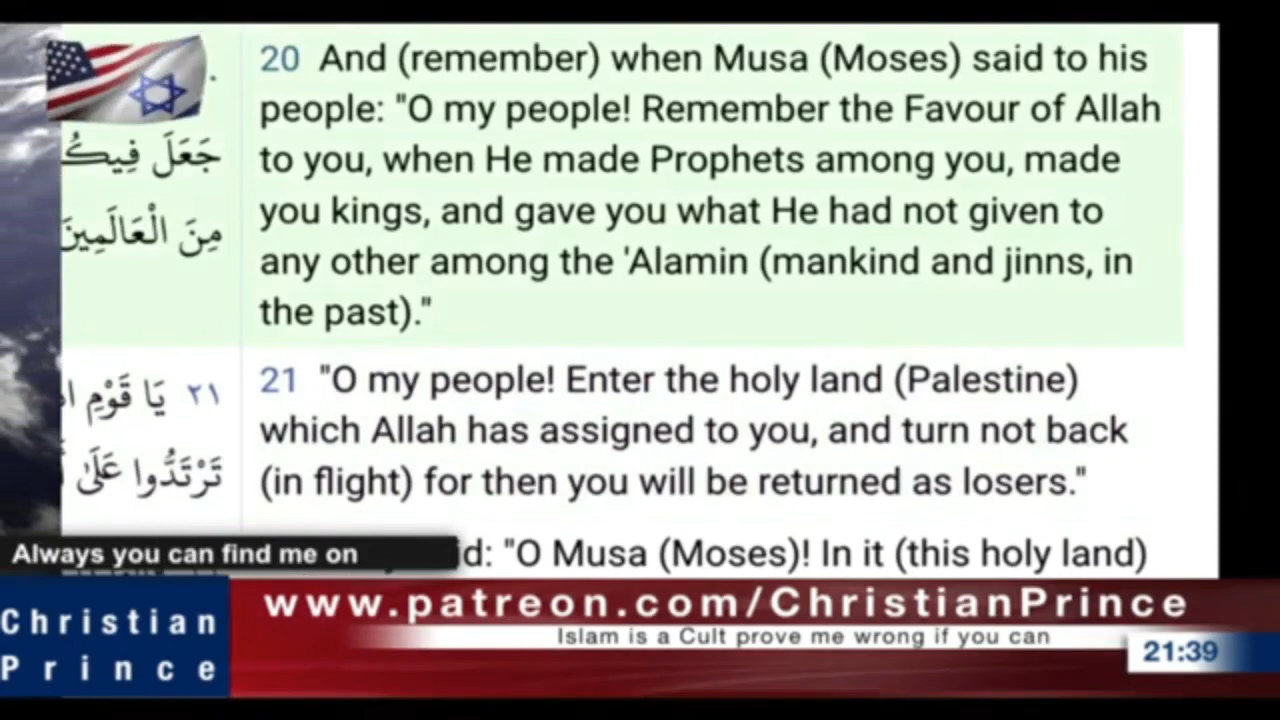 20 And (remember) when Musa (Moses) said to his
people: "O my people! Remember the Favour of Allah
to you, when He made Prophets among you, made
you kings, and gave you what He had not given to
any other among the 'Alamin (mankind and jinns, in
the past)."
جَعَلَ فِيكُ
مِنَ الْعَالَمِينَ
21 "O my people! Enter the holy land (Palestine)
which Allah has assigned to you, and turn not back
(in flight) for then you will be returned as losers."
٢١ يَا قَوْمِ
تَرْتَدُّوا عَلَىٰ
id: "O Musa (Moses)! In it (this holy land)
Always you can find me on
www.patreon.com/ChristianPrince
Islam is a Cult prove me wrong if you can
Christian
Prince
21:39